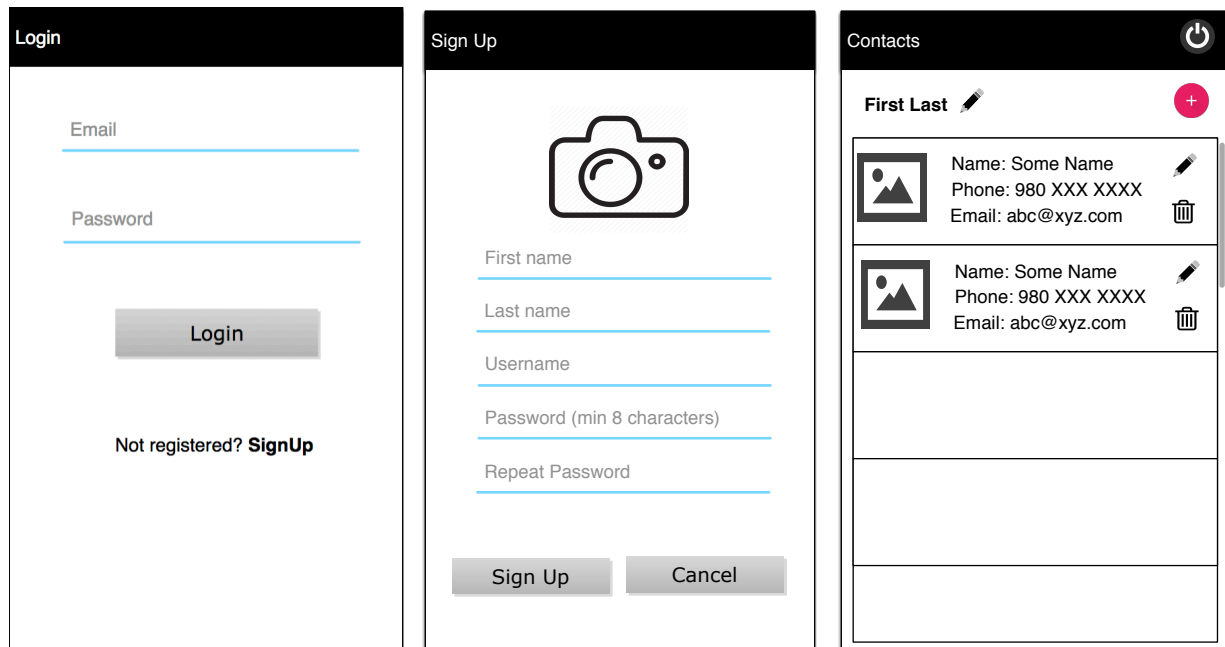 Login
Email
Password
Login
Not registered? SignUp
Sign Up
First name
Last name
Username
Password (min 8 characters)
Repeat Password
Sign Up
Cancel
Contacts
First Last
+
Name: Some Name
Phone: 980 XXX XXXX
Email: abc@xyz.com
Name: Some Name
Phone: 980 XXX XXXX
Email: abc@xyz.com